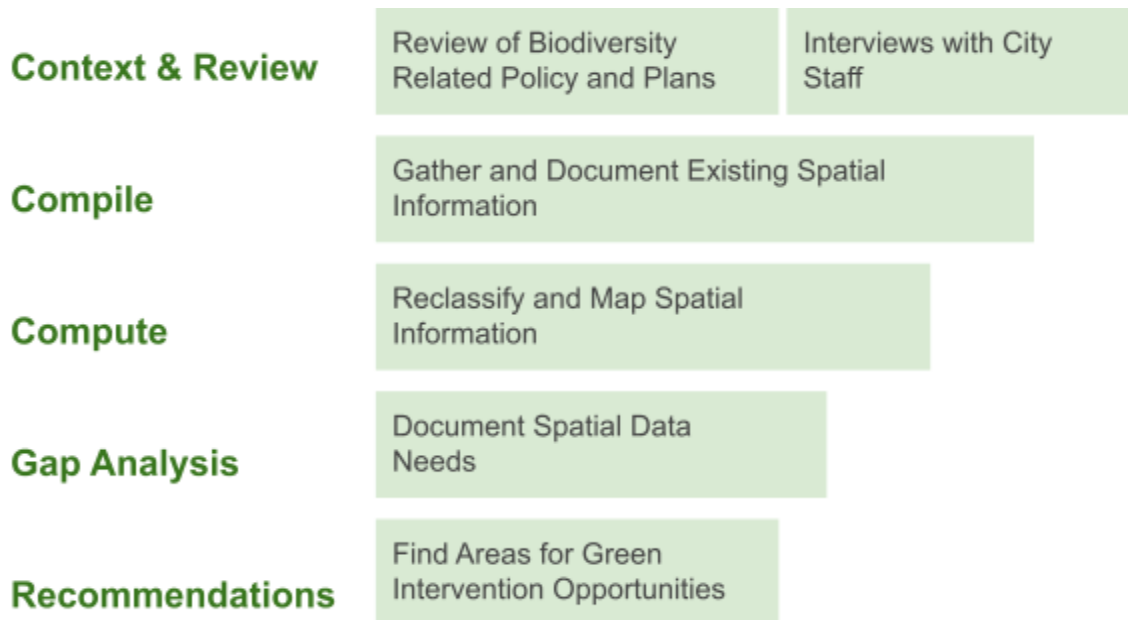 Context & Review
Review of Biodiversity
Related Policy and Plans
Interviews with City
Staff
Compile
Gather and Document Existing Spatial
Information
Compute
Reclassify and Map Spatial
Information
Gap Analysis
Document Spatial Data
Needs
Recommendations
Find Areas for Green
Intervention Opportunities